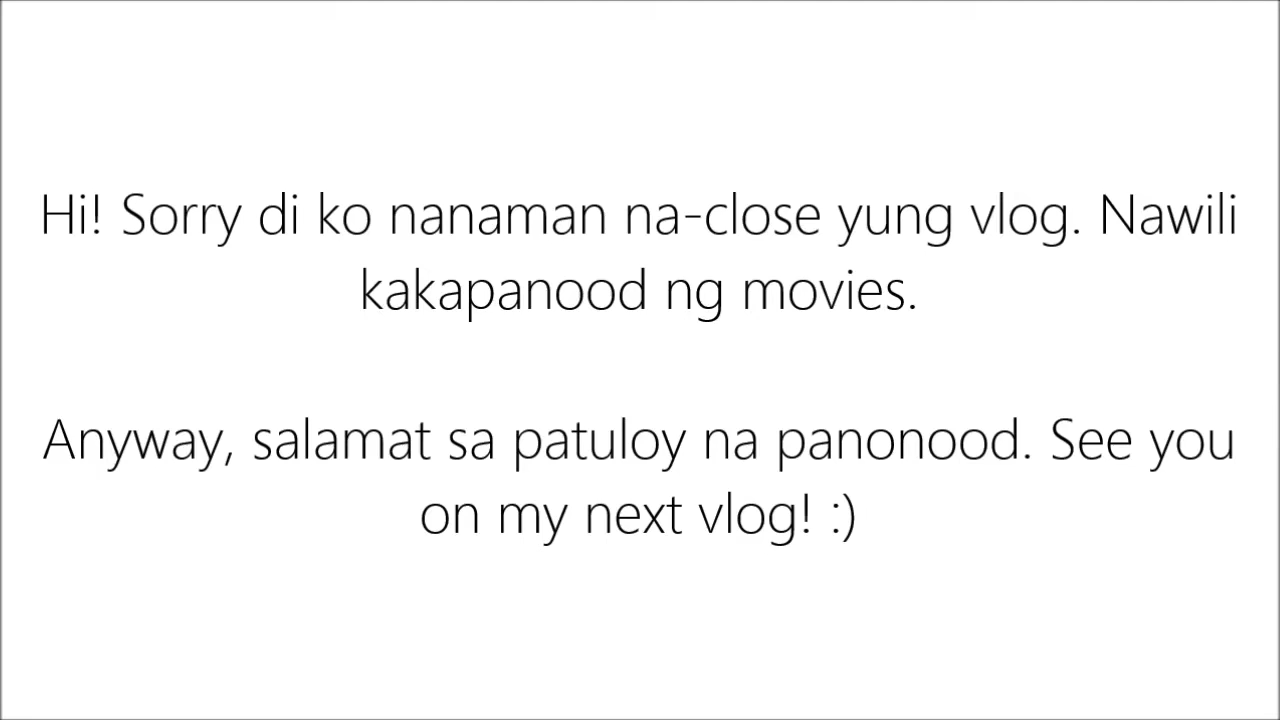 Hi! Sorry di ko nanaman na-close yung vlog. Nawili
kakapanood ng movies.
Anyway, salamat sa patuloy na panonood. See you
on my next vlog! :)